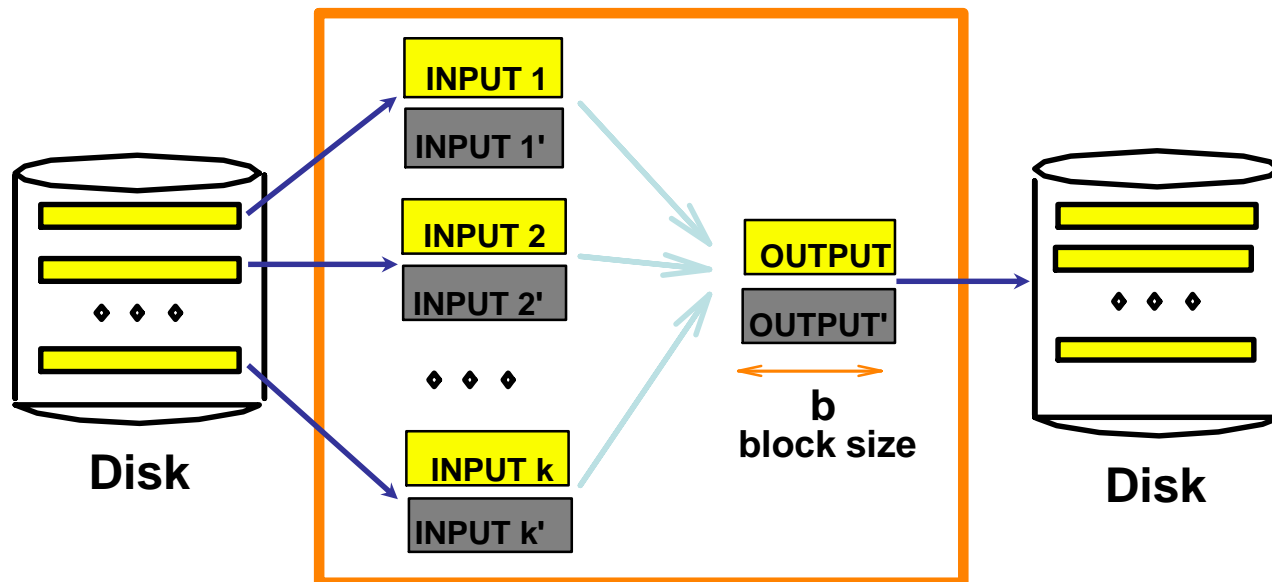 INPUT 1
INPUT 1'
INPUT 2
INPUT 2'
INPUT k
INPUT k'
OUTPUT
OUTPUT'
b
block size
Disk
Disk